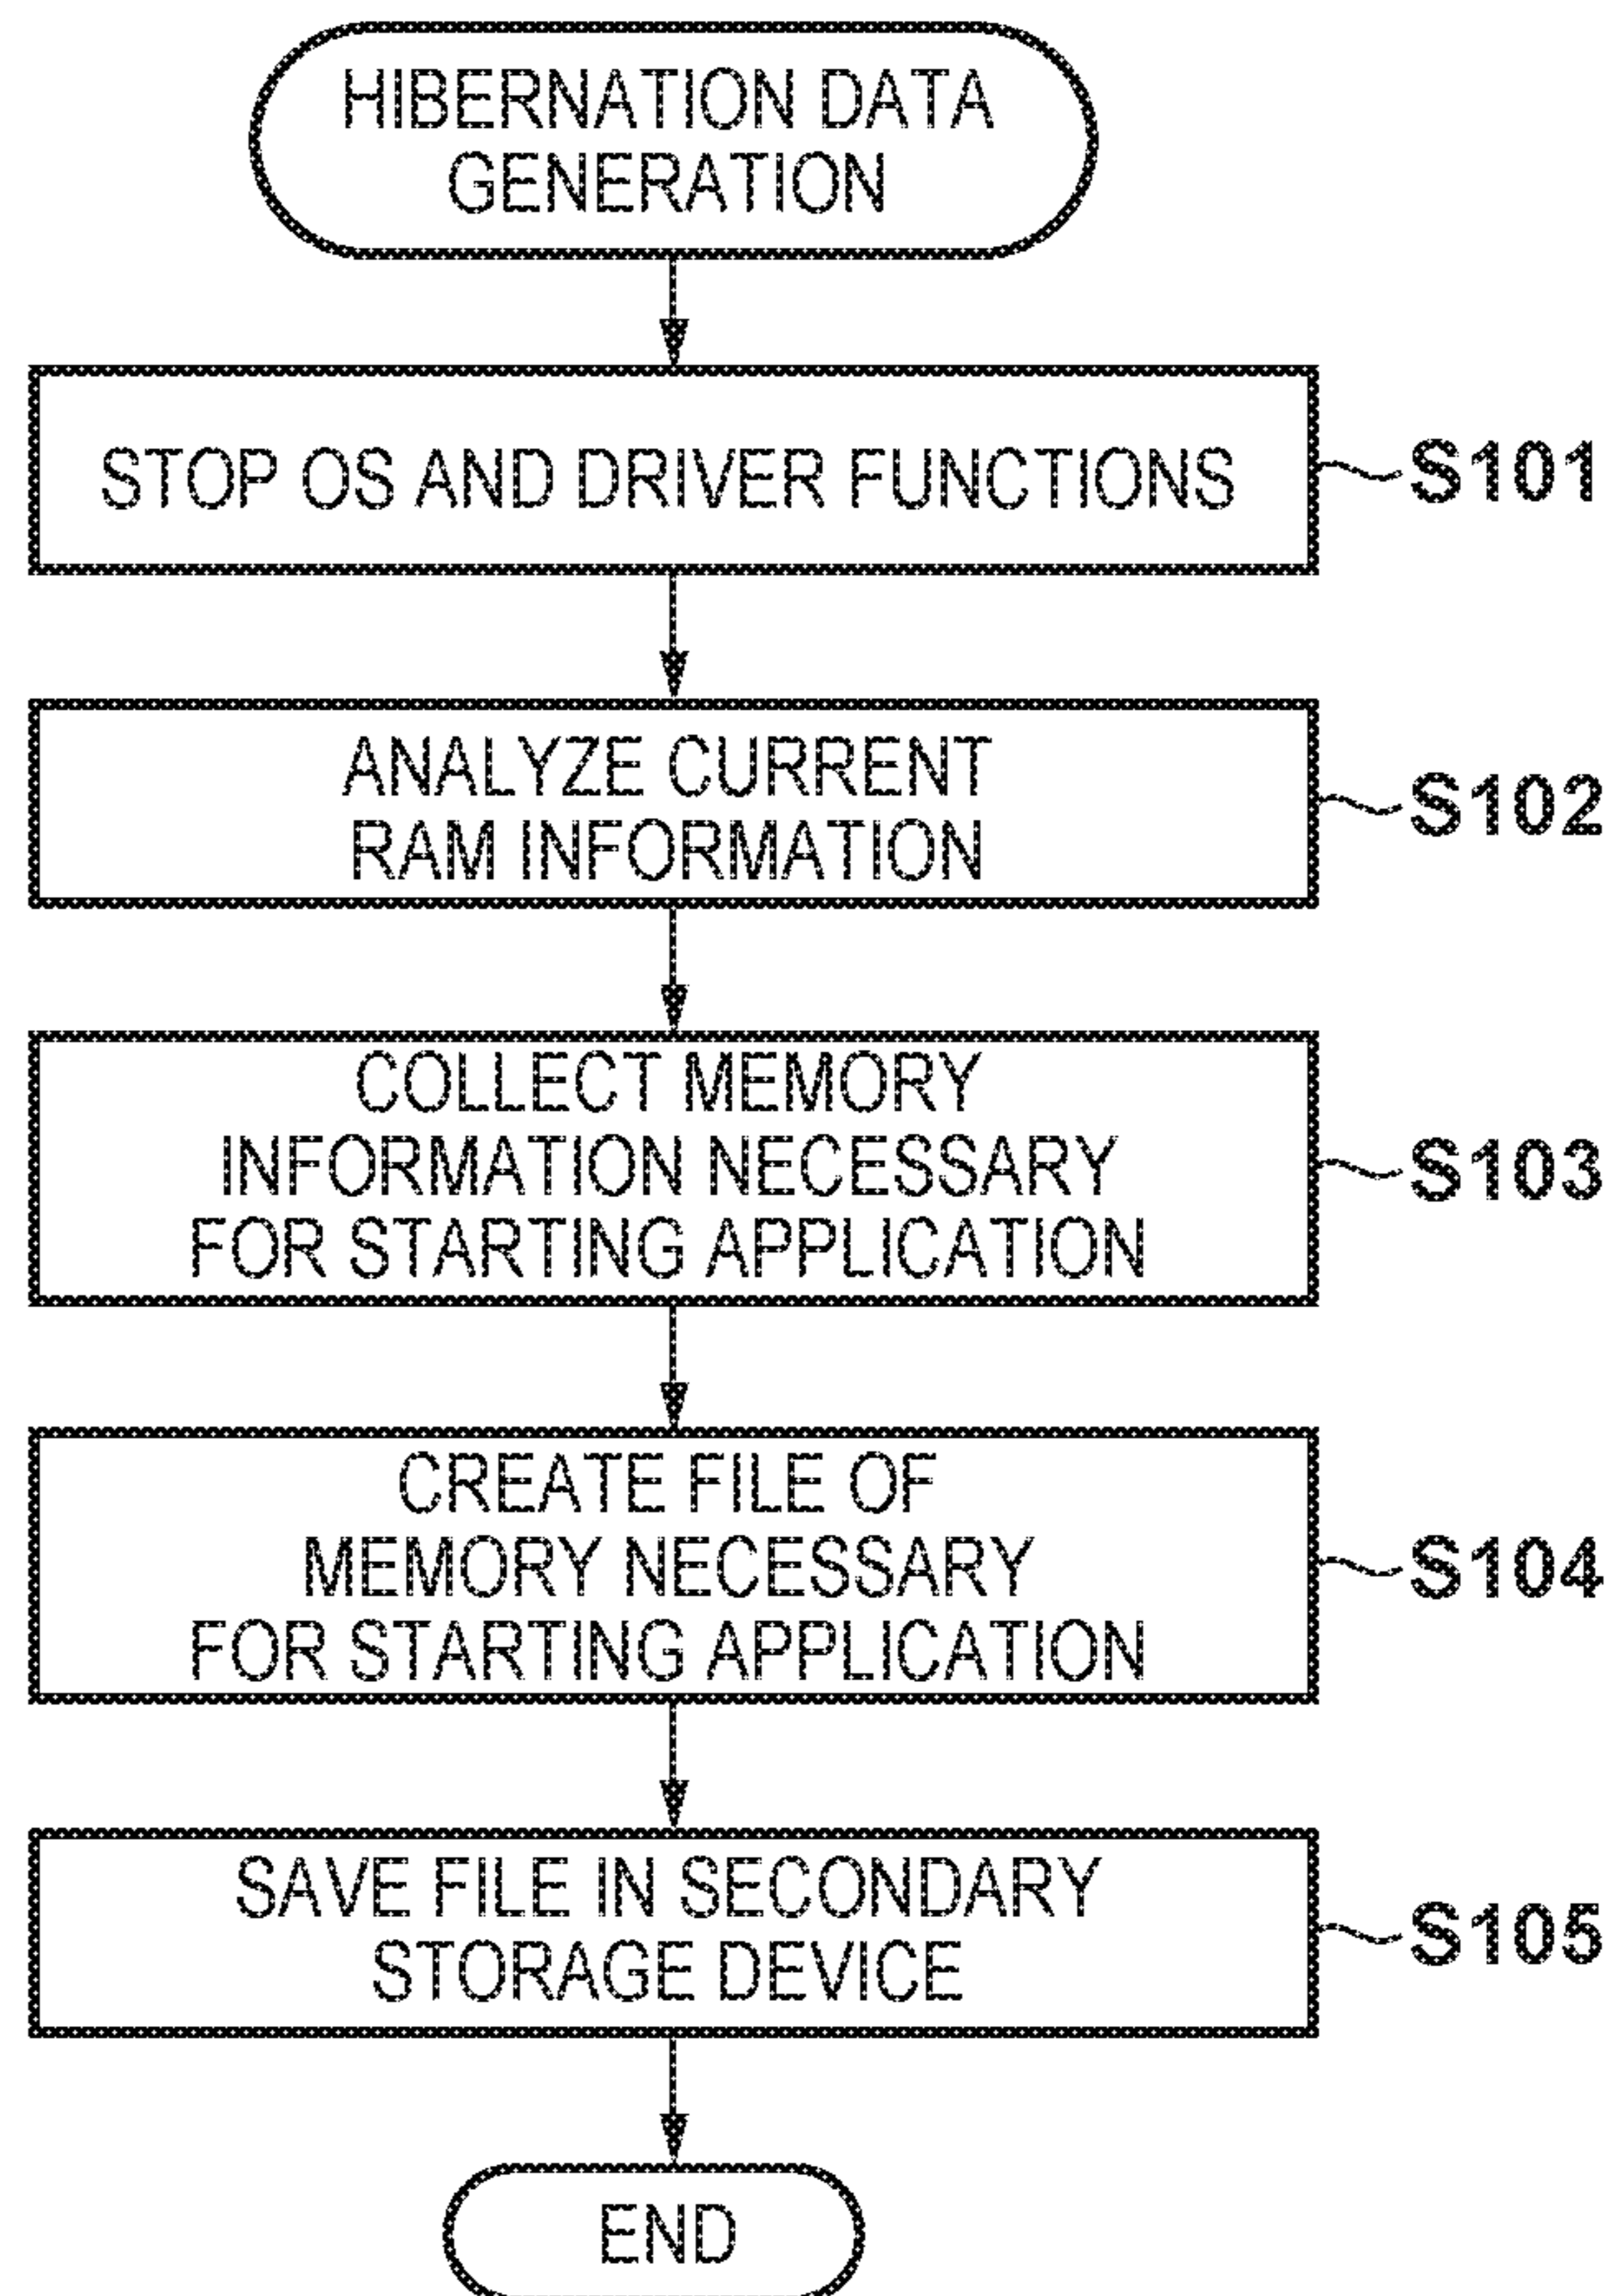 HIBERNATION DATA
GENERATION
STOP OS AND DRIVER FUNCTIONS
S101
ANALYZE CURRENT
RAM INFORMATION
S102
COLLECT MEMORY
INFORMATION NECESSARY
FOR STARTING APPLICATION
S103
CREATE FILE OF
MEMORY NECESSARY
FOR STARTING APPLICATION
S104
SAVE FILE IN SECONDARY
STORAGE DEVICE
S105
END